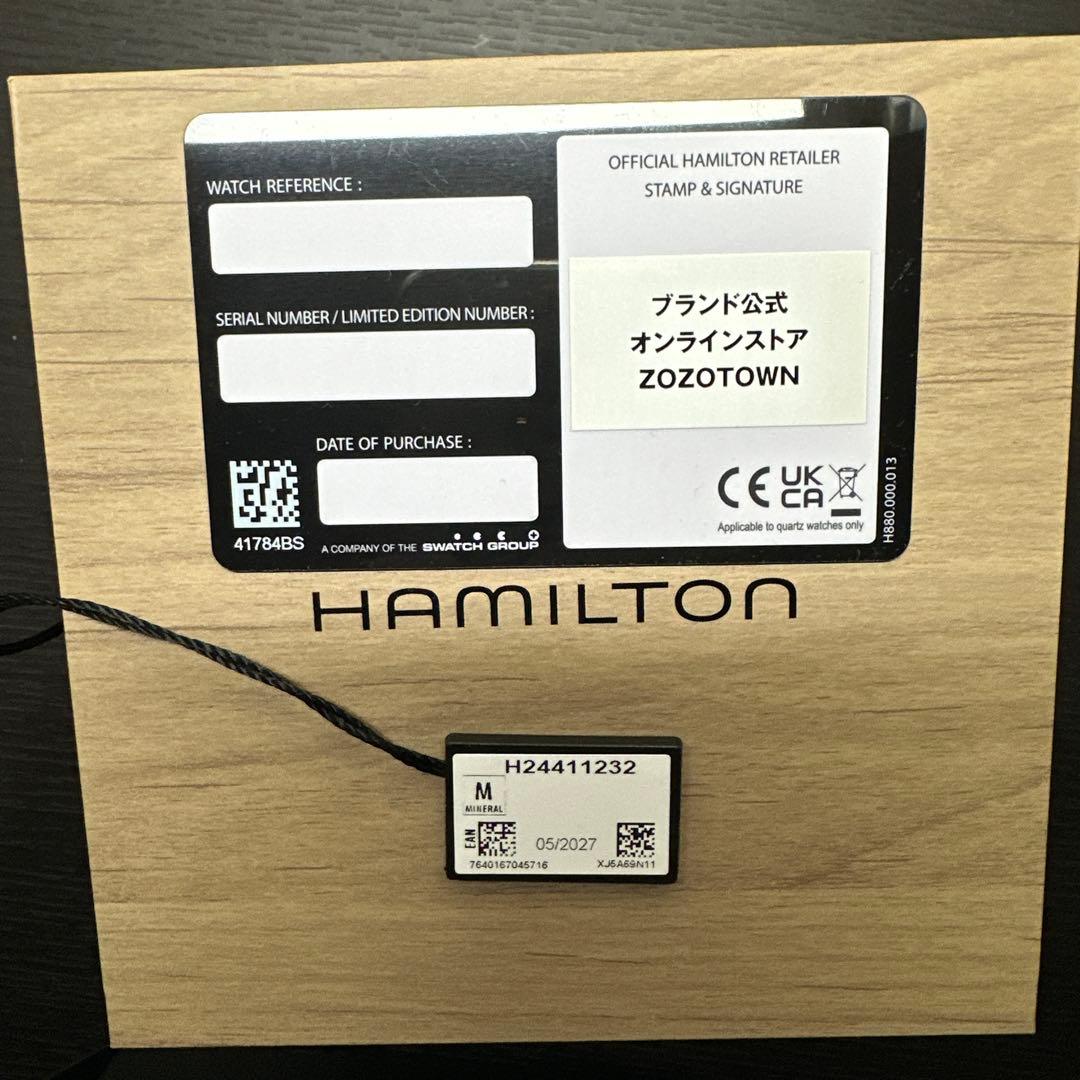 WATCH REFERENCE :
SERIAL NUMBER / LIMITED EDITION NUMBER :
DATE OF PURCHASE :
41784BS
A COMPANY OF THE SWATCH GROUP
OFFICIAL HAMILTON RETAILER
STAMP & SIGNATURE
ブランド公式
オンラインストア
ZOZOTOWN
CE UK CA
Applicable to quartz watches only
H880.000.013
HAMILTON
H24411232
M
MINERAL
EAN
05/2027
7640167045716
XJ5A69N11